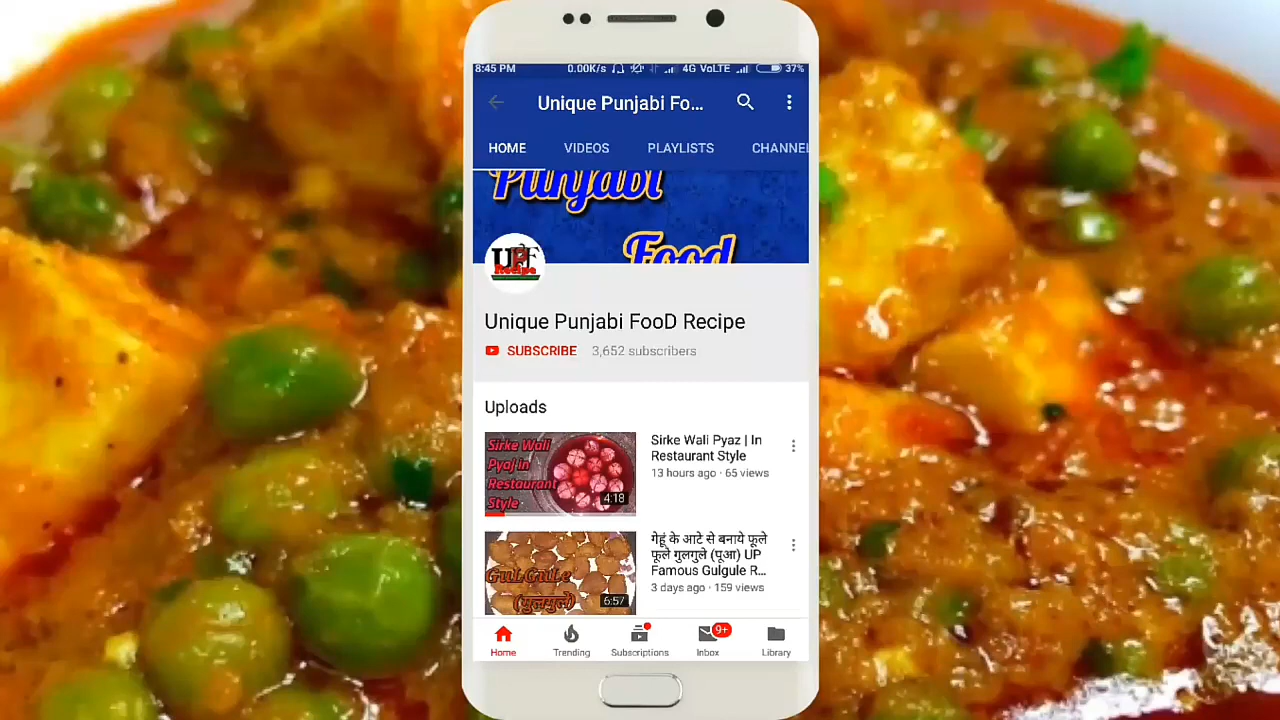 8:45 PM 0.00K/s 4G VoLTE 37%
Unique Punjabi Fo...
HOME VIDEOS PLAYLISTS CHANNEL
Punjabi
Food
UPF
Recipe
Unique Punjabi FooD Recipe
SUBSCRIBE 3,652 subscribers
Uploads
Sirke Wali
Pyaj in
Restaurant
Style
4:18
Sirke Wali Pyaz | In
Restaurant Style
13 hours ago · 65 views
GulGule
(गुलगुले)
6:57
गेहूं के आटे से बनाये फूले
फूले गुलगुले (पूआ) UP
Famous Gulgule R...
3 days ago · 159 views
9+
Home Trending Subscriptions Inbox Library